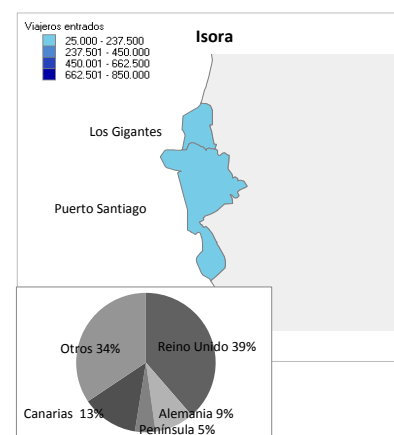 Viajeros entrados
25.000 - 237.500
237.501 - 450.000
450.001 - 662.500
662.501 - 850.000
Isora
Los Gigantes
Puerto Santiago
Otros 34%
Reino Unido 39%
Canarias 13%
Alemania 9%
Península 5%